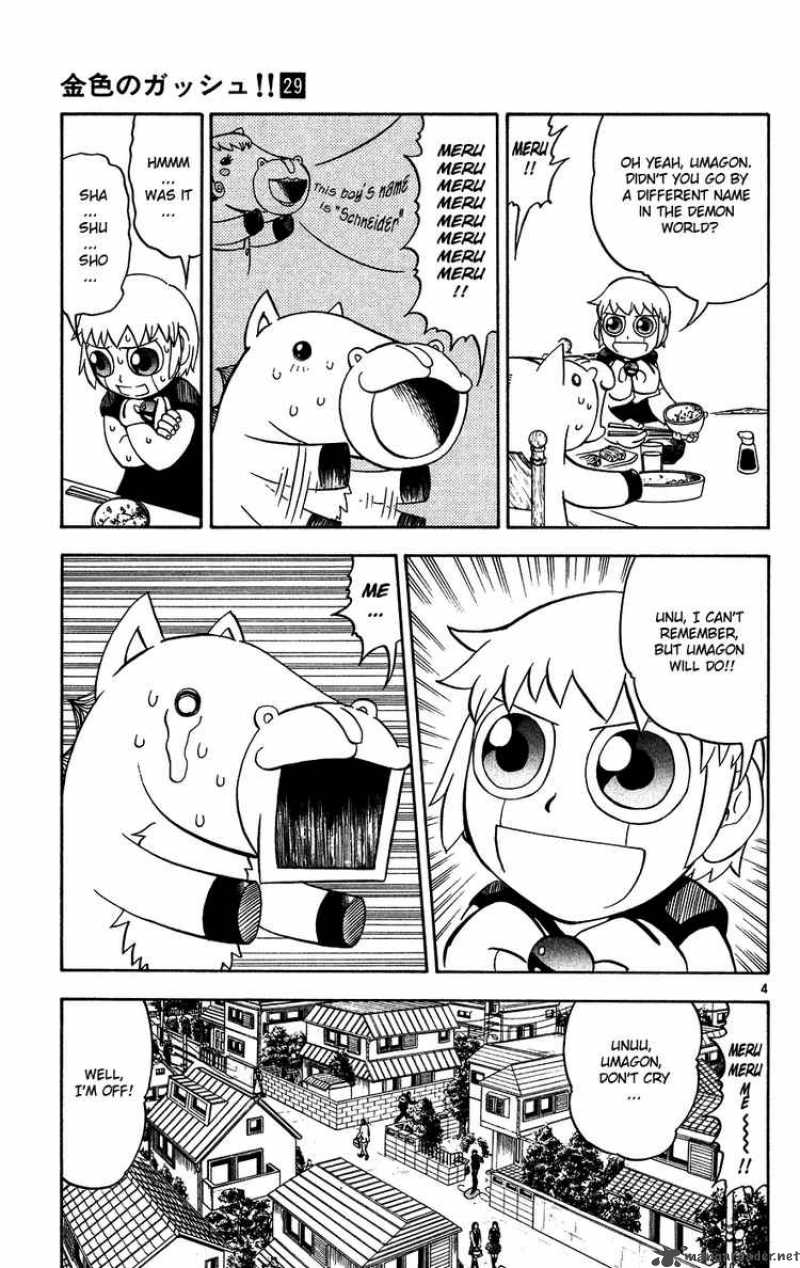 金色のガッシュ!! 29
OH YEAH, UMAGON.
DIDN'T YOU GO BY
A DIFFERENT NAME
IN THE DEMON
WORLD?
MERU
!!
MERU
MERU
MERU
MERU
MERU
MERU
MERU
MERU
!!
This boy's name
is "Schneider"
HMMM
...
WAS IT
...
SHA
...
SHU
...
SHO
...
UNU, I CAN'T
REMEMBER,
BUT UMAGON
WILL DO!!
ME
...
4
MERU
MERU
ME
~~~!!
UNUU,
UMAGON,
DON'T CRY
...
WELL,
I'M OFF!
mangareader.net